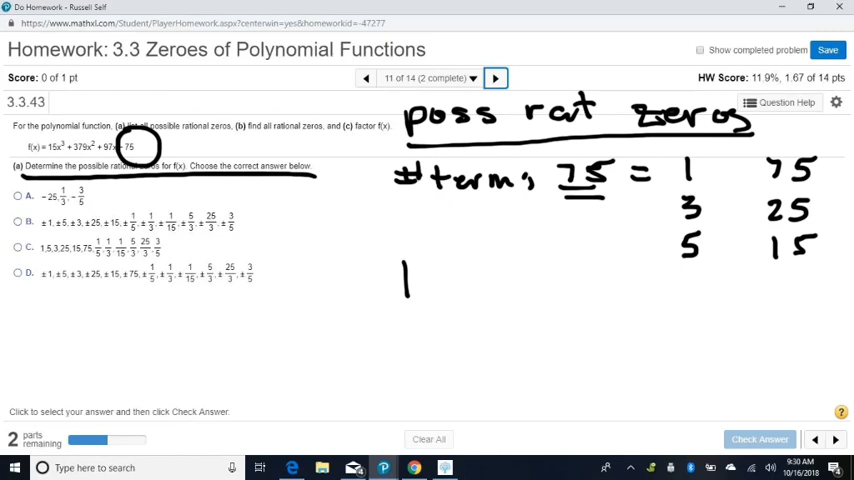 Do Homework - Russell Self
https://www.mathxl.com/Student/PlayerHomework.aspx?centerwin=yes&homeworkid=-47277
Homework: 3.3 Zeroes of Polynomial Functions
Show completed problem
Save
Score: 0 of 1 pt
11 of 14 (2 complete)
HW Score: 11.9%, 1.67 of 14 pts
3.3.43
Question Help
poss rat zeros
For the polynomial function, (a) list all possible rational zeros, (b) find all rational zeros, and (c) factor f(x).
f(x) = 15x³ + 379x² + 97x − 75
(a) Determine the possible rational zeros for f(x). Choose the correct answer below.
# term: 75 = 1 75
3 25
5 15
A. − 25, 1/3, − 3/5
B. ± 1, ± 5, ± 3, ± 25, ± 15, ± 1/5, ± 1/3, ± 1/15, ± 5/3, ± 25/3, ± 3/5
C. 1,5,3,25,15,75, 1/5, 1/3, 1/15, 5/3, 25/3, 3/5
D. ± 1, ± 5, ± 3, ± 25, ± 15, ± 75, ± 1/5, ± 1/3, ± 1/15, ± 5/3, ± 25/3, ± 3/5
Click to select your answer and then click Check Answer.
2 parts remaining
Clear All
Check Answer
Type here to search
9:30 AM
10/16/2018